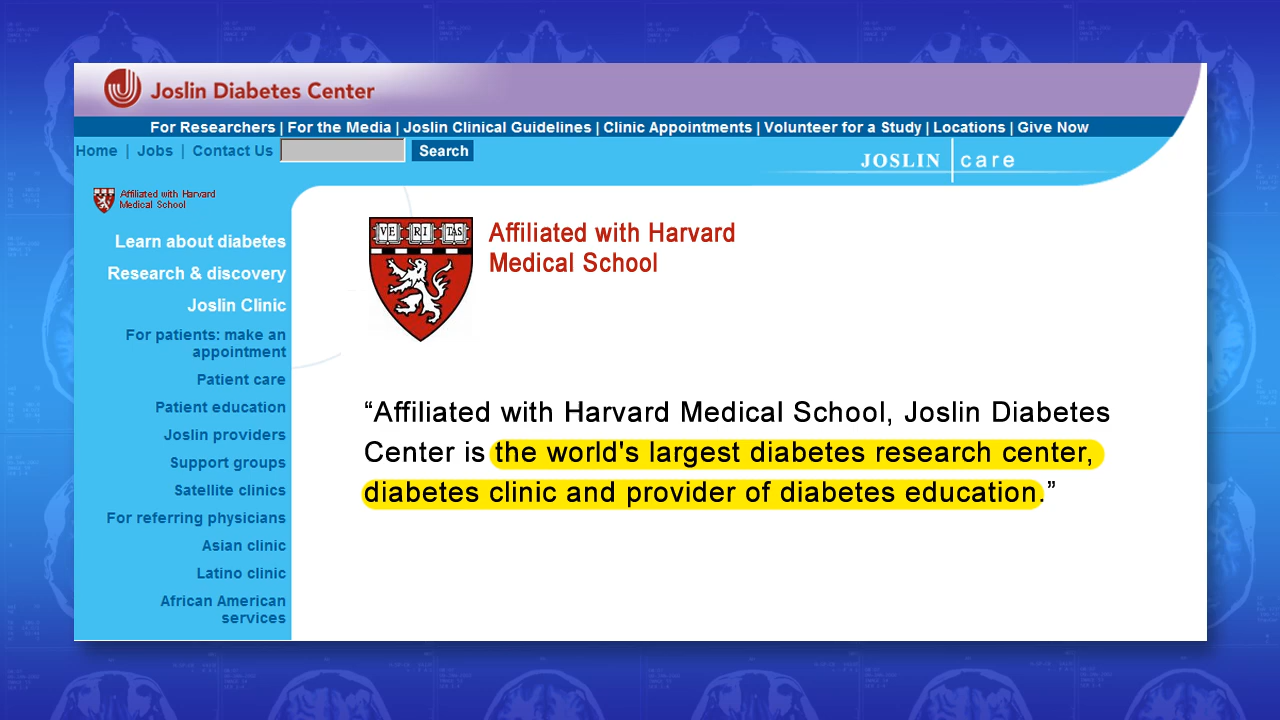 Joslin Diabetes Center
For Researchers | For the Media | Joslin Clinical Guidelines | Clinic Appointments | Volunteer for a Study | Locations | Give Now
Home | Jobs | Contact Us Search
JOSLIN care
Affiliated with Harvard
Medical School
Learn about diabetes
Research & discovery
Joslin Clinic
For patients: make an
appointment
Patient care
Patient education
Joslin providers
Support groups
Satellite clinics
For referring physicians
Asian clinic
Latino clinic
African American
services
VE RI TAS
Affiliated with Harvard
Medical School
“Affiliated with Harvard Medical School, Joslin Diabetes
Center is the world's largest diabetes research center,
diabetes clinic and provider of diabetes education.”